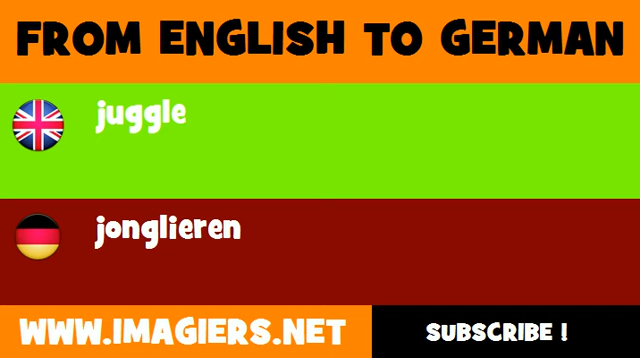 FROM ENGLISH TO GERMAN
juggle
jonglieren
WWW.IMAGIERS.NET
SUBSCRIBE !